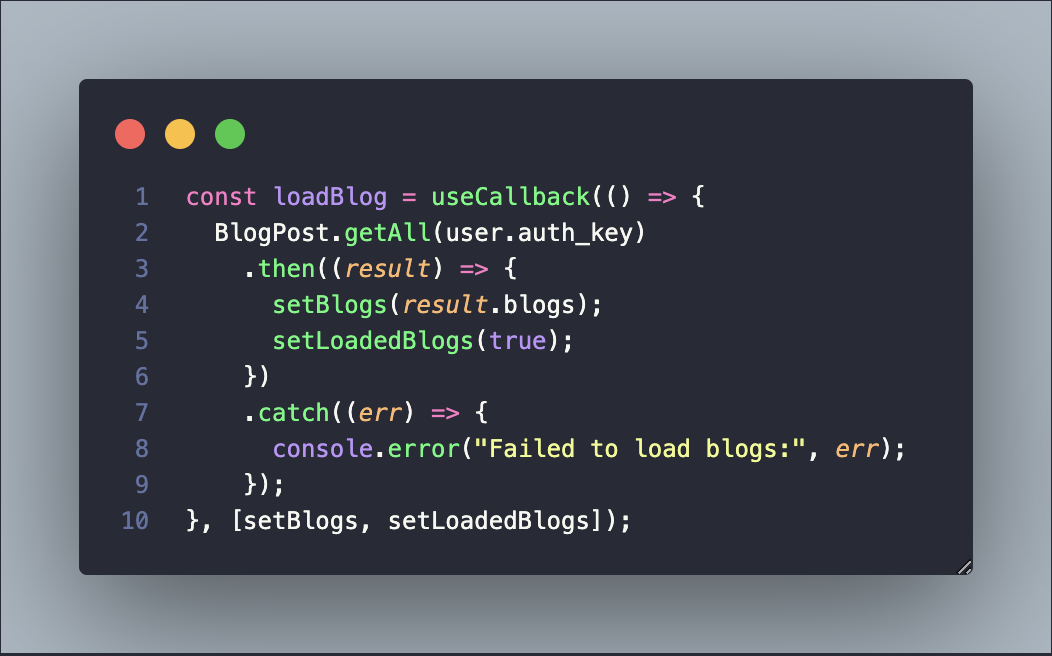 1 const loadBlog = useCallback(() => {
2   BlogPost.getAll(user.auth_key)
3     .then((result) => {
4       setBlogs(result.blogs);
5       setLoadedBlogs(true);
6     })
7     .catch((err) => {
8       console.error("Failed to load blogs:", err);
9     });
10 }, [setBlogs, setLoadedBlogs]);